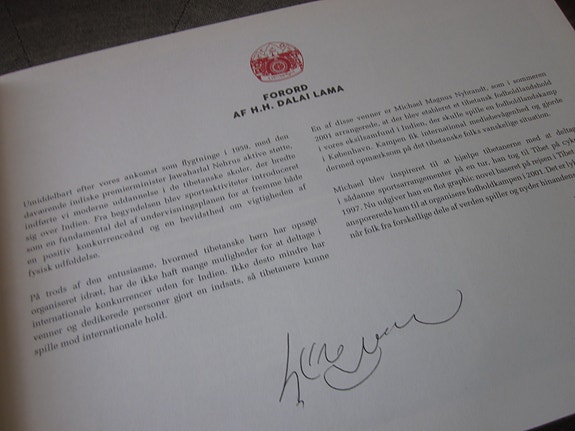 FORORD
AF H.H. DALAI LAMA
Umiddelbart efter vores ankomst som flygtninge i 1959, med den
daværende indiske premierminister Jawaharlal Nehrus aktive støtte,
indførte vi moderne uddannelse i de tibetanske skoler, der bredte
sig over Indien. Fra begyndelsen blev sportsaktiviteter introduceret
som en fundamental del af undervisningsplanen for at fremme både
en positiv konkurrenceånd og en bevidsthed om vigtigheden af
fysisk udfoldelse.
På trods af den entusiasme, hvormed tibetanske børn har opsøgt
organiseret idræt, har de ikke haft mange muligheder for at deltage i
internationale konkurrencer uden for Indien. Ikke desto mindre har
venner og dedikerede personer gjort en indsats, så tibetanere kunne
spille mod internationale hold.
En af disse venner er Michael Magnus Nybrandt, som i sommeren
2001 arrangerede, at der blev etableret et tibetansk fodboldlandshold
i vores eksilsamfund i Indien, der skulle spille en fodboldlandskamp
i København. Kampen fik international mediebevågenhed og gjorde
dermed opmærksom på det tibetanske folks vanskelige situation.
Michael blev inspireret til at hjælpe tibetanerne med at deltage
i sådanne sportsarrangementer på en tur, han tog til Tibet på cykel
1997. Nu udgiver han en flot graphic novel baseret på rejsen i Tibet
ansporede ham til at organisere fodboldkampen i 2001. Det at
når folk fra forskellige dele af verden spiller og nyder hinandens